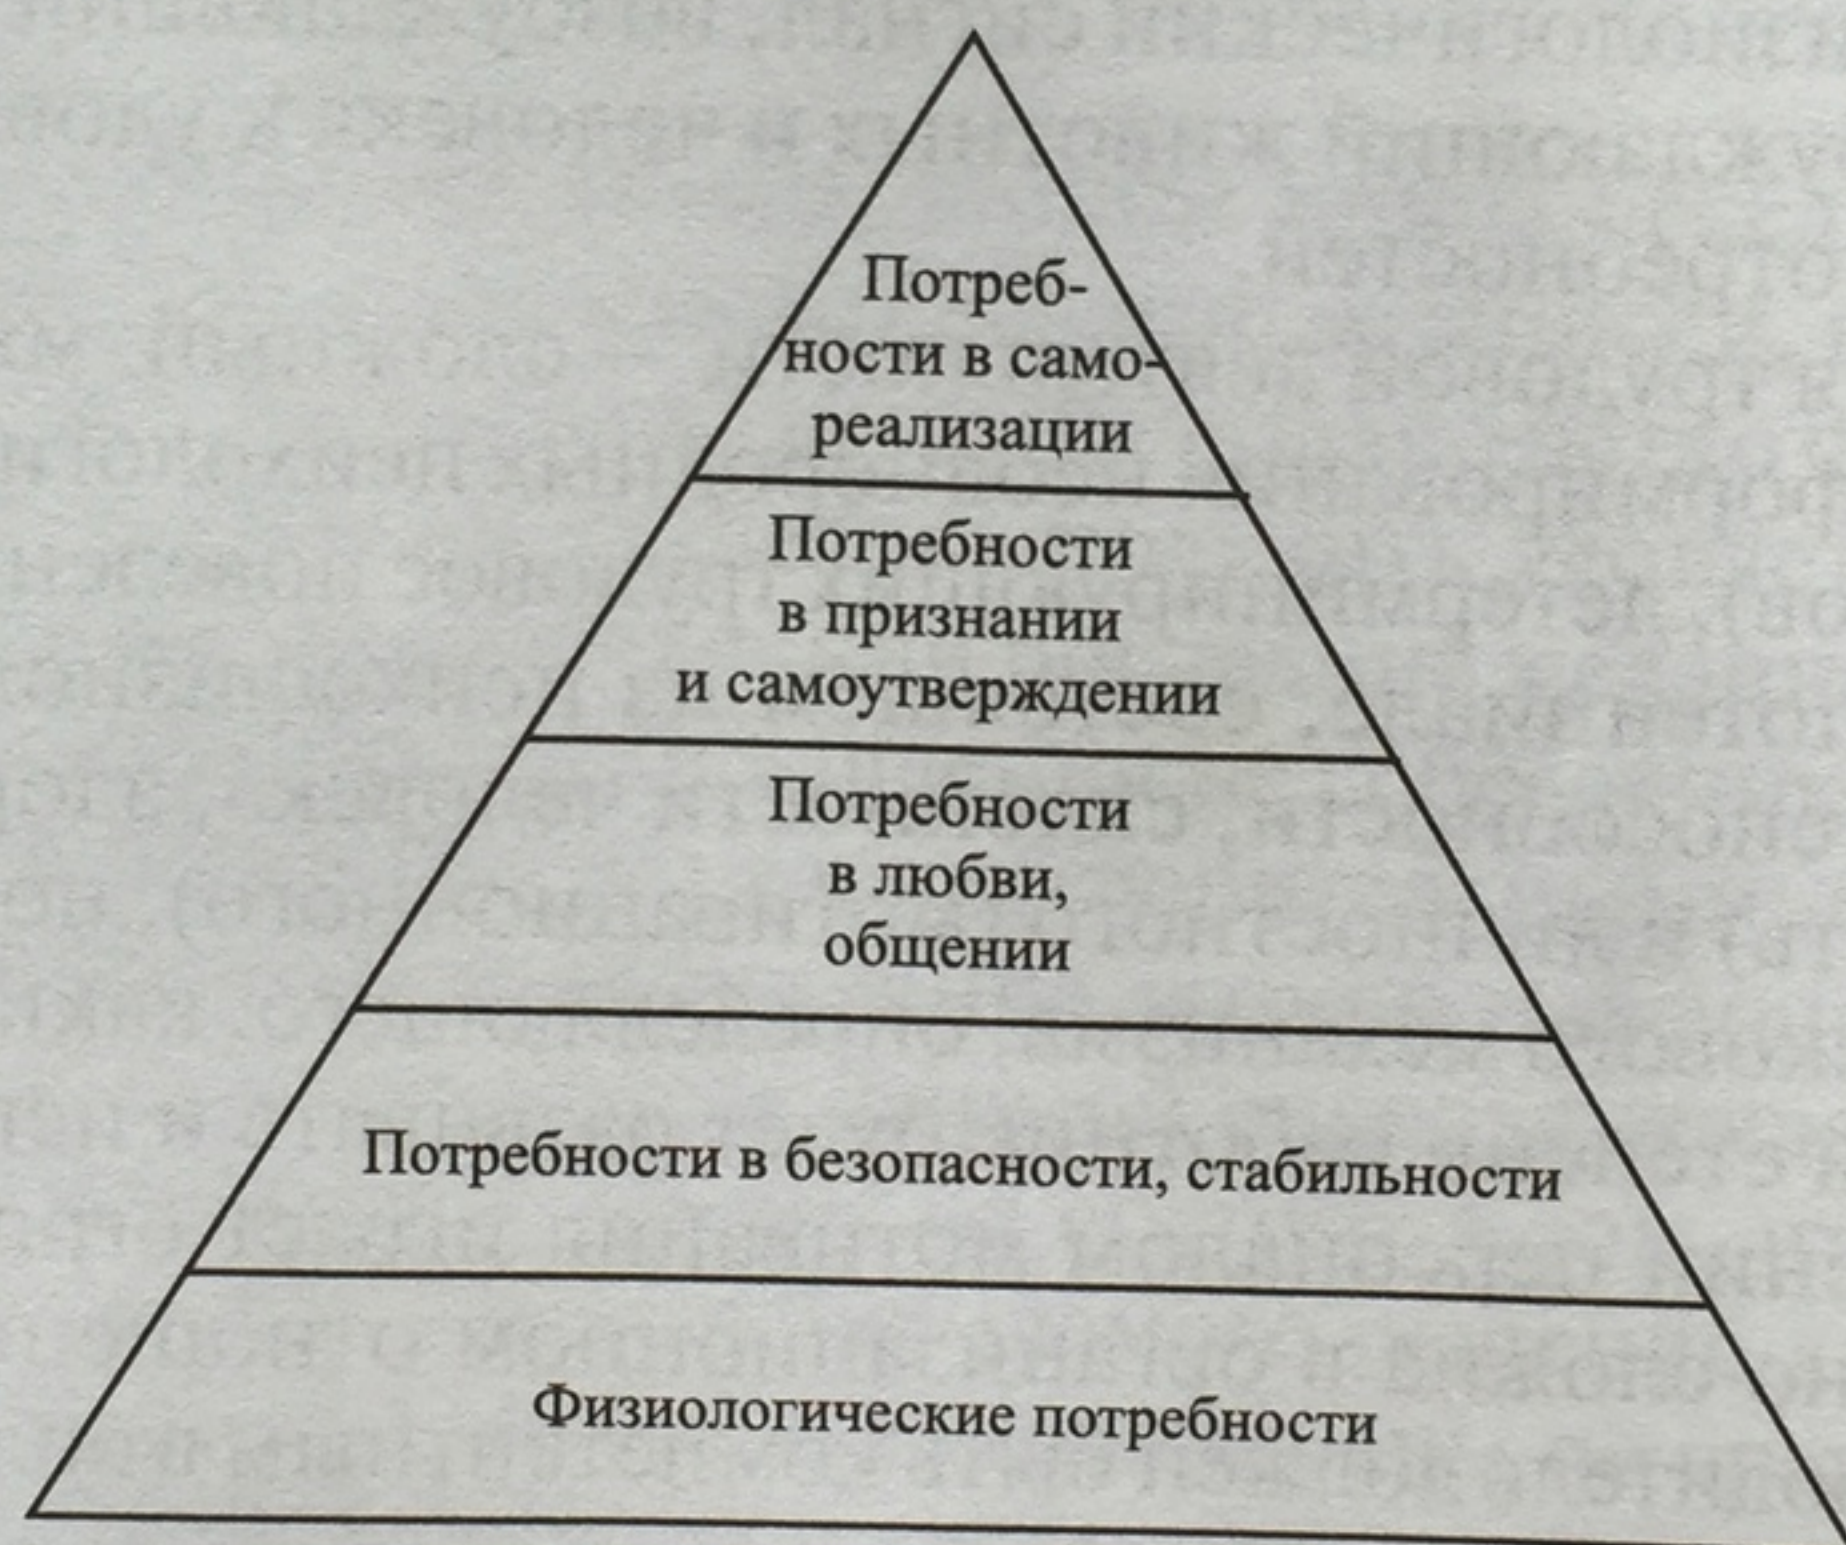 Потреб-
ности в само-
реализации
Потребности
в признании
и самоутверждении
Потребности
в любви,
общении
Потребности в безопасности, стабильности
Физиологические потребности